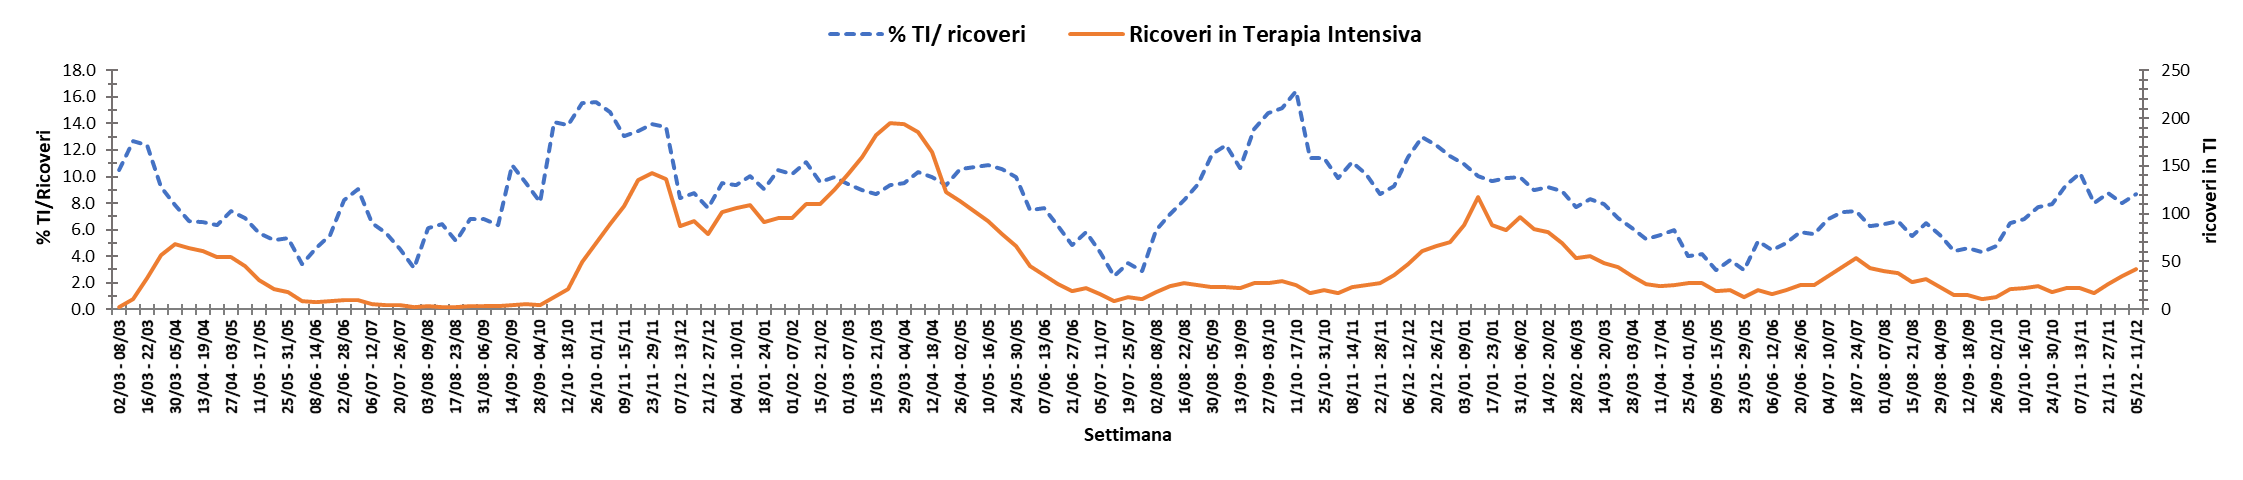 % TI/ ricoveri Ricoveri in Terapia Intensiva
% TI/Ricoveri
18.0
16.0
14.0
12.0
10.0
8.0
6.0
4.0
2.0
0.0
250
200
150
100
50
0
ricoveri in TI
02/03 - 08/03
16/03 - 22/03
30/03 - 05/04
13/04 - 19/04
27/04 - 03/05
11/05 - 17/05
25/05 - 31/05
08/06 - 14/06
22/06 - 28/06
06/07 - 12/07
20/07 - 26/07
03/08 - 09/08
17/08 - 23/08
31/08 - 06/09
14/09 - 20/09
28/09 - 04/10
12/10 - 18/10
26/10 - 01/11
09/11 - 15/11
23/11 - 29/11
07/12 - 13/12
21/12 - 27/12
04/01 - 10/01
18/01 - 24/01
01/02 - 07/02
15/02 - 21/02
01/03 - 07/03
15/03 - 21/03
29/03 - 04/04
12/04 - 18/04
26/04 - 02/05
10/05 - 16/05
24/05 - 30/05
07/06 - 13/06
21/06 - 27/06
05/07 - 11/07
19/07 - 25/07
02/08 - 08/08
16/08 - 22/08
30/08 - 05/09
13/09 - 19/09
27/09 - 03/10
11/10 - 17/10
25/10 - 31/10
08/11 - 14/11
22/11 - 28/11
06/12 - 12/12
20/12 - 26/12
03/01 - 09/01
17/01 - 23/01
31/01 - 06/02
14/02 - 20/02
28/02 - 06/03
14/03 - 20/03
28/03 - 03/04
11/04 - 17/04
25/04 - 01/05
09/05 - 15/05
23/05 - 29/05
06/06 - 12/06
20/06 - 26/06
04/07 - 10/07
18/07 - 24/07
01/08 - 07/08
15/08 - 21/08
29/08 - 04/09
12/09 - 18/09
26/09 - 02/10
10/10 - 16/10
24/10 - 30/10
07/11 - 13/11
21/11 - 27/11
05/12 - 11/12
Settimana